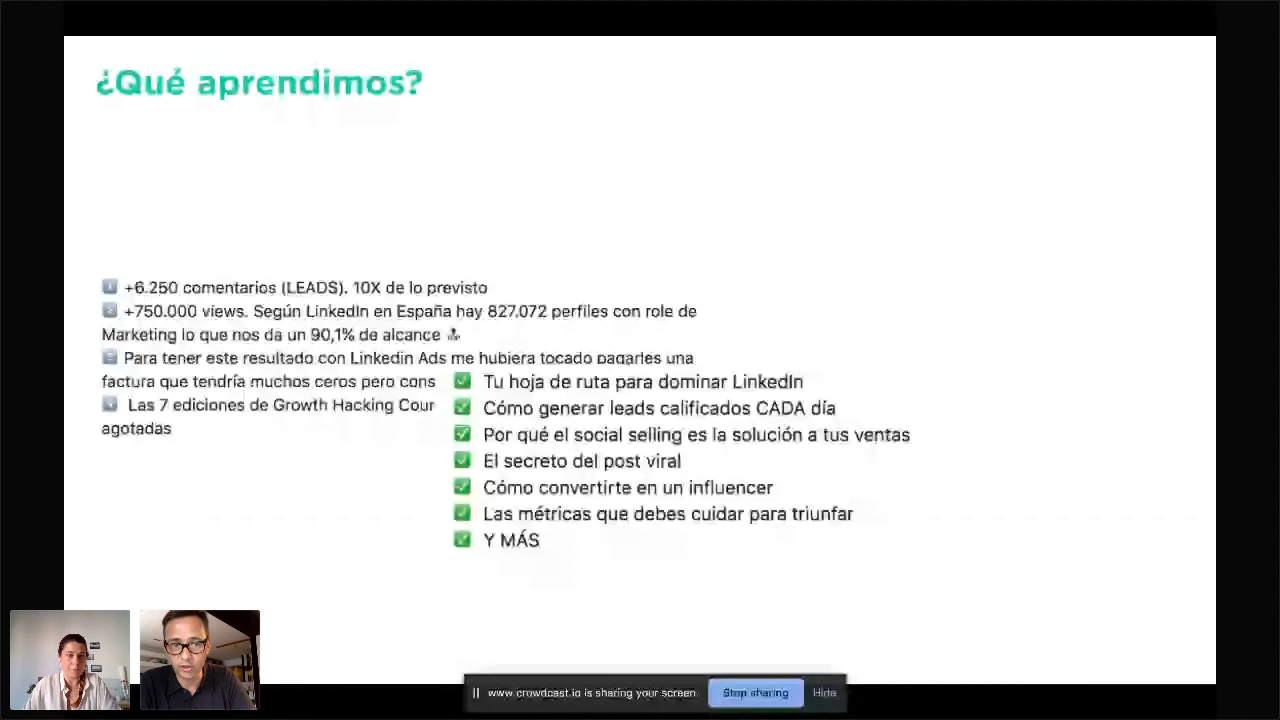 ¿Qué aprendimos?
+6.250 comentarios (LEADS). 10X de lo previsto
+750.000 views. Según LinkedIn en España hay 827.072 perfiles con role de
Marketing lo que nos da un 90,1% de alcance
Para tener este resultado con Linkedin Ads me hubiera tocado pagarles una
factura que tendría muchos ceros pero cons
Las 7 ediciones de Growth Hacking Cour
agotadas
Tu hoja de ruta para dominar LinkedIn
Cómo generar leads calificados CADA día
Por qué el social selling es la solución a tus ventas
El secreto del post viral
Cómo convertirte en un influencer
Las métricas que debes cuidar para triunfar
Y MÁS
www.crowdcast.io is sharing your screen
Stop sharing
Hide